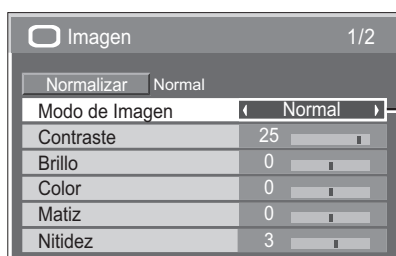 Imagen 1/2
Normalizar Normal
Modo de Imagen Normal
Contraste 25
Brillo 0
Color 0
Matiz 0
Nitidez 3